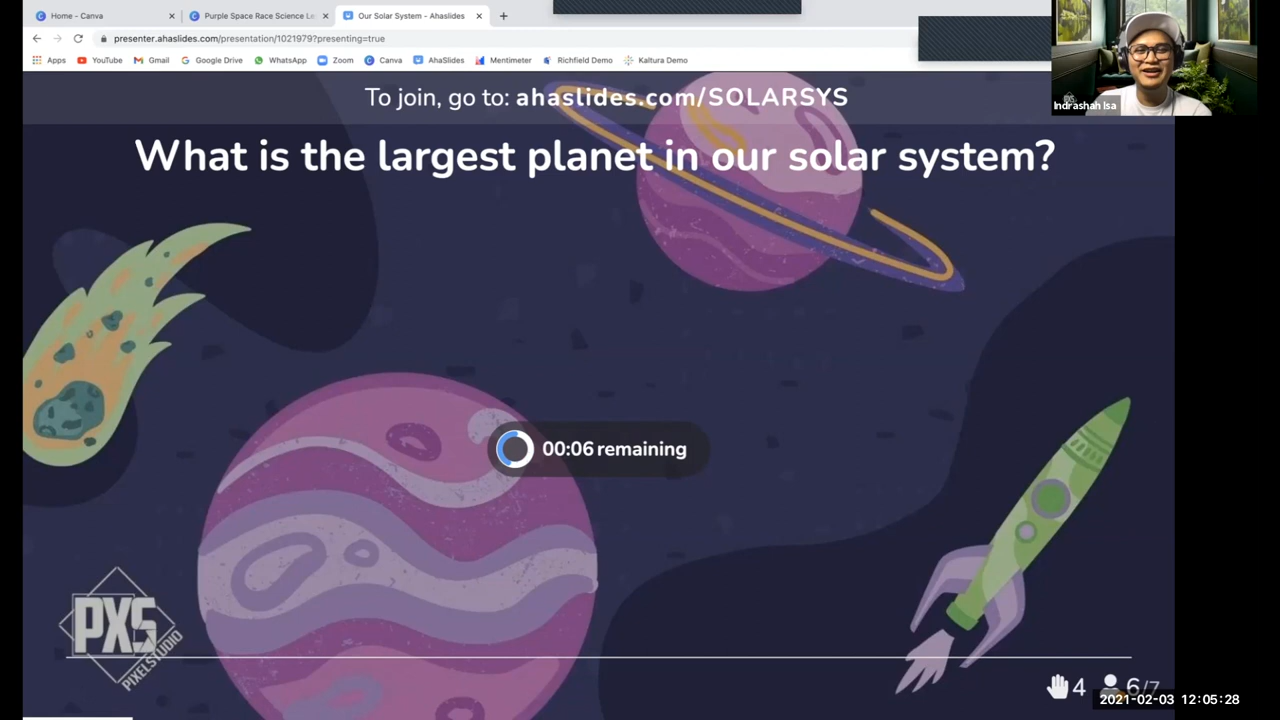 Home - Canva
Purple Space Race Science Le
Our Solar System - Ahaslides
presenter.ahaslides.com/presentation/1021979?presenting=true
Apps YouTube Gmail Google Drive WhatsApp Zoom Canva AhaSlides Mentimeter Richfield Demo Kaltura Demo
Indrashah Isa
To join, go to: ahaslides.com/SOLARSYS
What is the largest planet in our solar system?
00:06 remaining
PXS
PIXELSTUDIO
4 6/7
2021-02-03 12:05:28